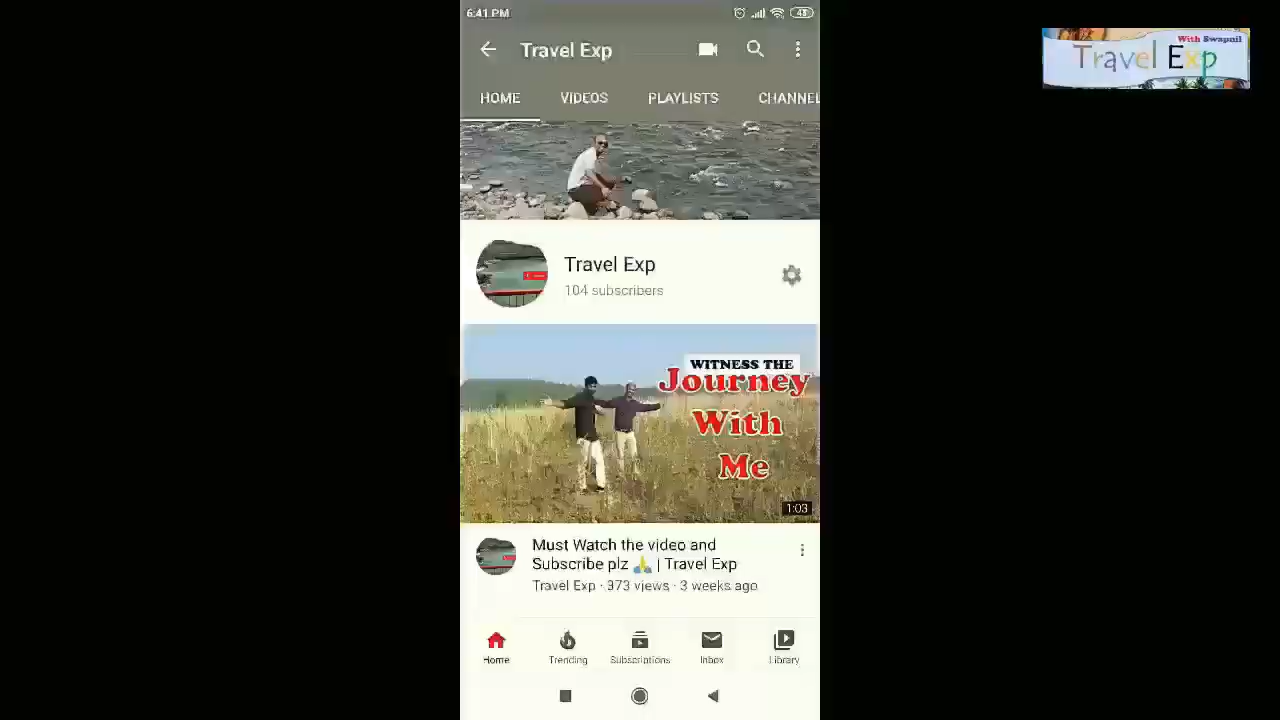 6:41 PM
43
With Swapnil
Travel Exp
Travel Exp
HOME VIDEOS PLAYLISTS CHANNEL
Travel Exp
104 subscribers
WITNESS THE
Journey
With
Me
1:03
Must Watch the video and
Subscribe plz 🙏 | Travel Exp
Travel Exp · 373 views · 3 weeks ago
Home Trending Subscriptions Inbox Library